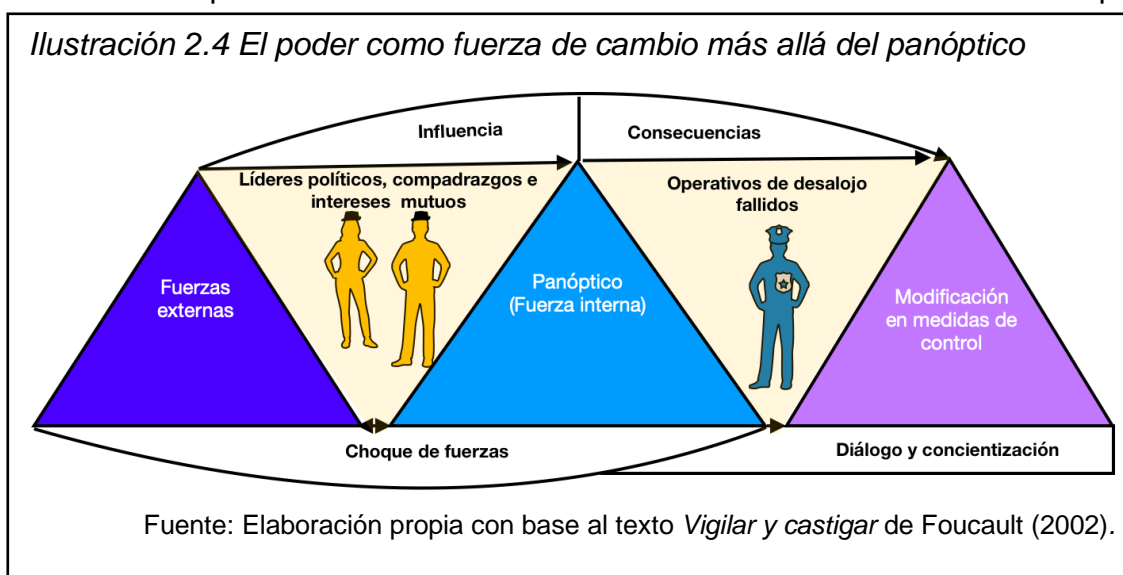 Ilustración 2.4 El poder como fuerza de cambio más allá del panóptico
Influencia
Consecuencias
Líderes políticos, compadrazgos e
intereses mutuos
Operativos de desalojo
fallidos
Fuerzas
externas
Panóptico
(Fuerza interna)
Modificación
en medidas de
control
Choque de fuerzas
Diálogo y concientización
Fuente: Elaboración propia con base al texto Vigilar y castigar de Foucault (2002).